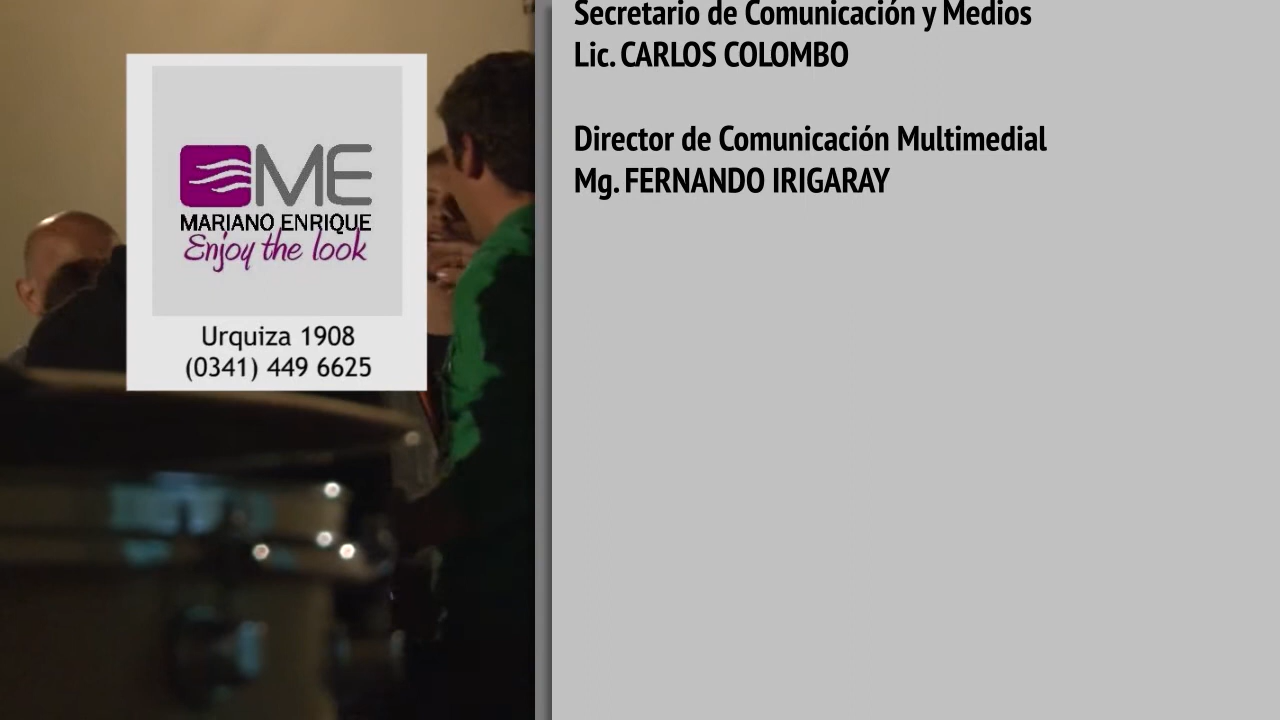 ME
MARIANO ENRIQUE
Enjoy the look
Urquiza 1908
(0341) 449 6625
Secretario de Comunicación y Medios
Lic. CARLOS COLOMBO
Director de Comunicación Multimedial
Mg. FERNANDO IRIGARAY